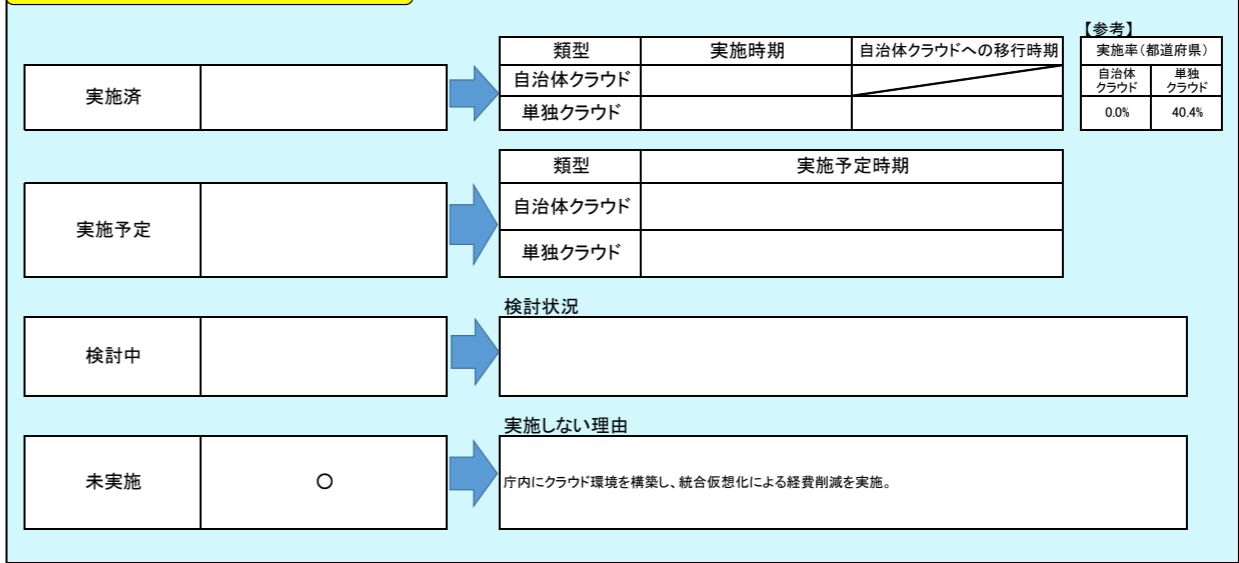 【参考】
類型 実施時期 自治体クラウドへの移行時期
実施率(都道府県)
実施済
自治体クラウド
単独クラウド
自治体
クラウド
単独
クラウド
0.0% 40.4%
類型 実施予定時期
実施予定
自治体クラウド
単独クラウド
検討状況
検討中
実施しない理由
未実施 〇
庁内にクラウド環境を構築し、統合仮想化による経費削減を実施。